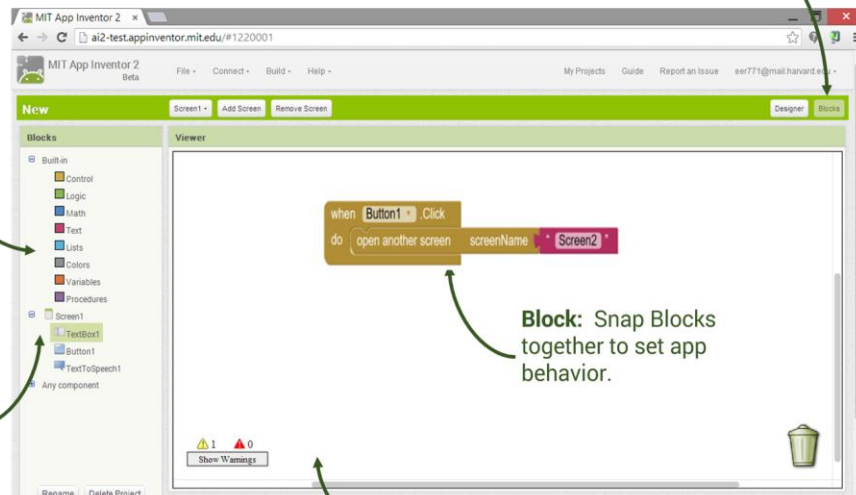 MIT App Inventor 2
ai2-test.appinventor.mit.edu/#1220001
MIT App Inventor 2
Beta
File Connect Build Help
My Projects Guide Report an Issue eer771@mail.harvard.edu
New
Screen1 Add Screen Remove Screen
Designer Blocks
Blocks
Viewer
Built-in
Control
Logic
Math
Text
Lists
Colors
Variables
Procedures
Screen1
TextBox1
Button1
TextToSpeech1
Any component
when Button1 .Click
do open another screen screenName " Screen2 "
Block: Snap Blocks
together to set app
behavior.
1 0
Show Warnings
Rename Delete Project